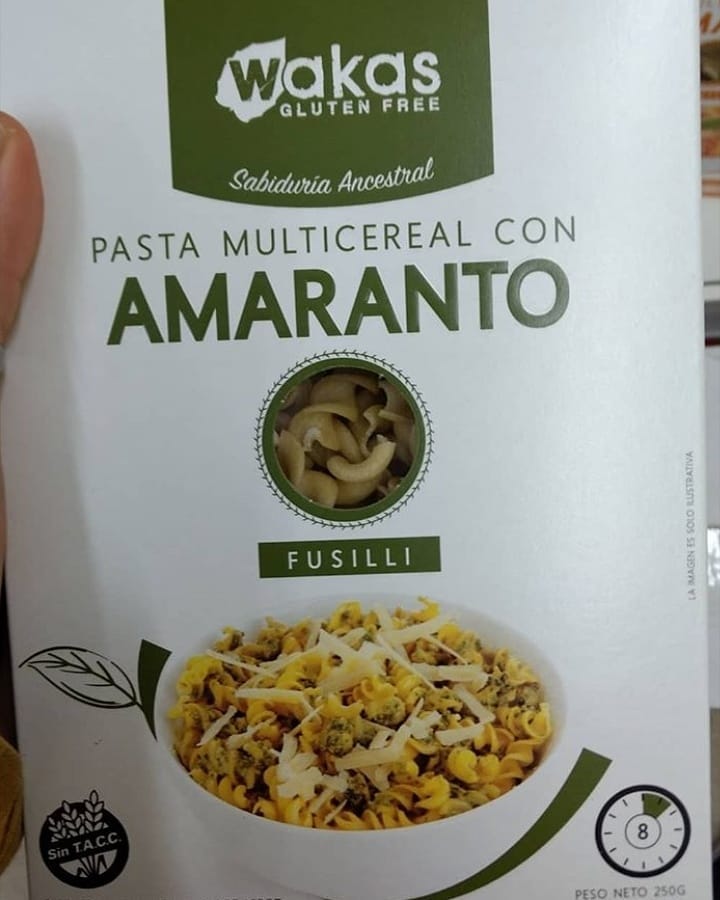 wakas
GLUTEN FREE
Sabiduría Ancestral
PASTA MULTICEREAL CON
AMARANTO
FUSILLI
LA IMAGEN ES SOLO ILUSTRATIVA
Sin T.A.C.C.
8
PESO NETO 250G